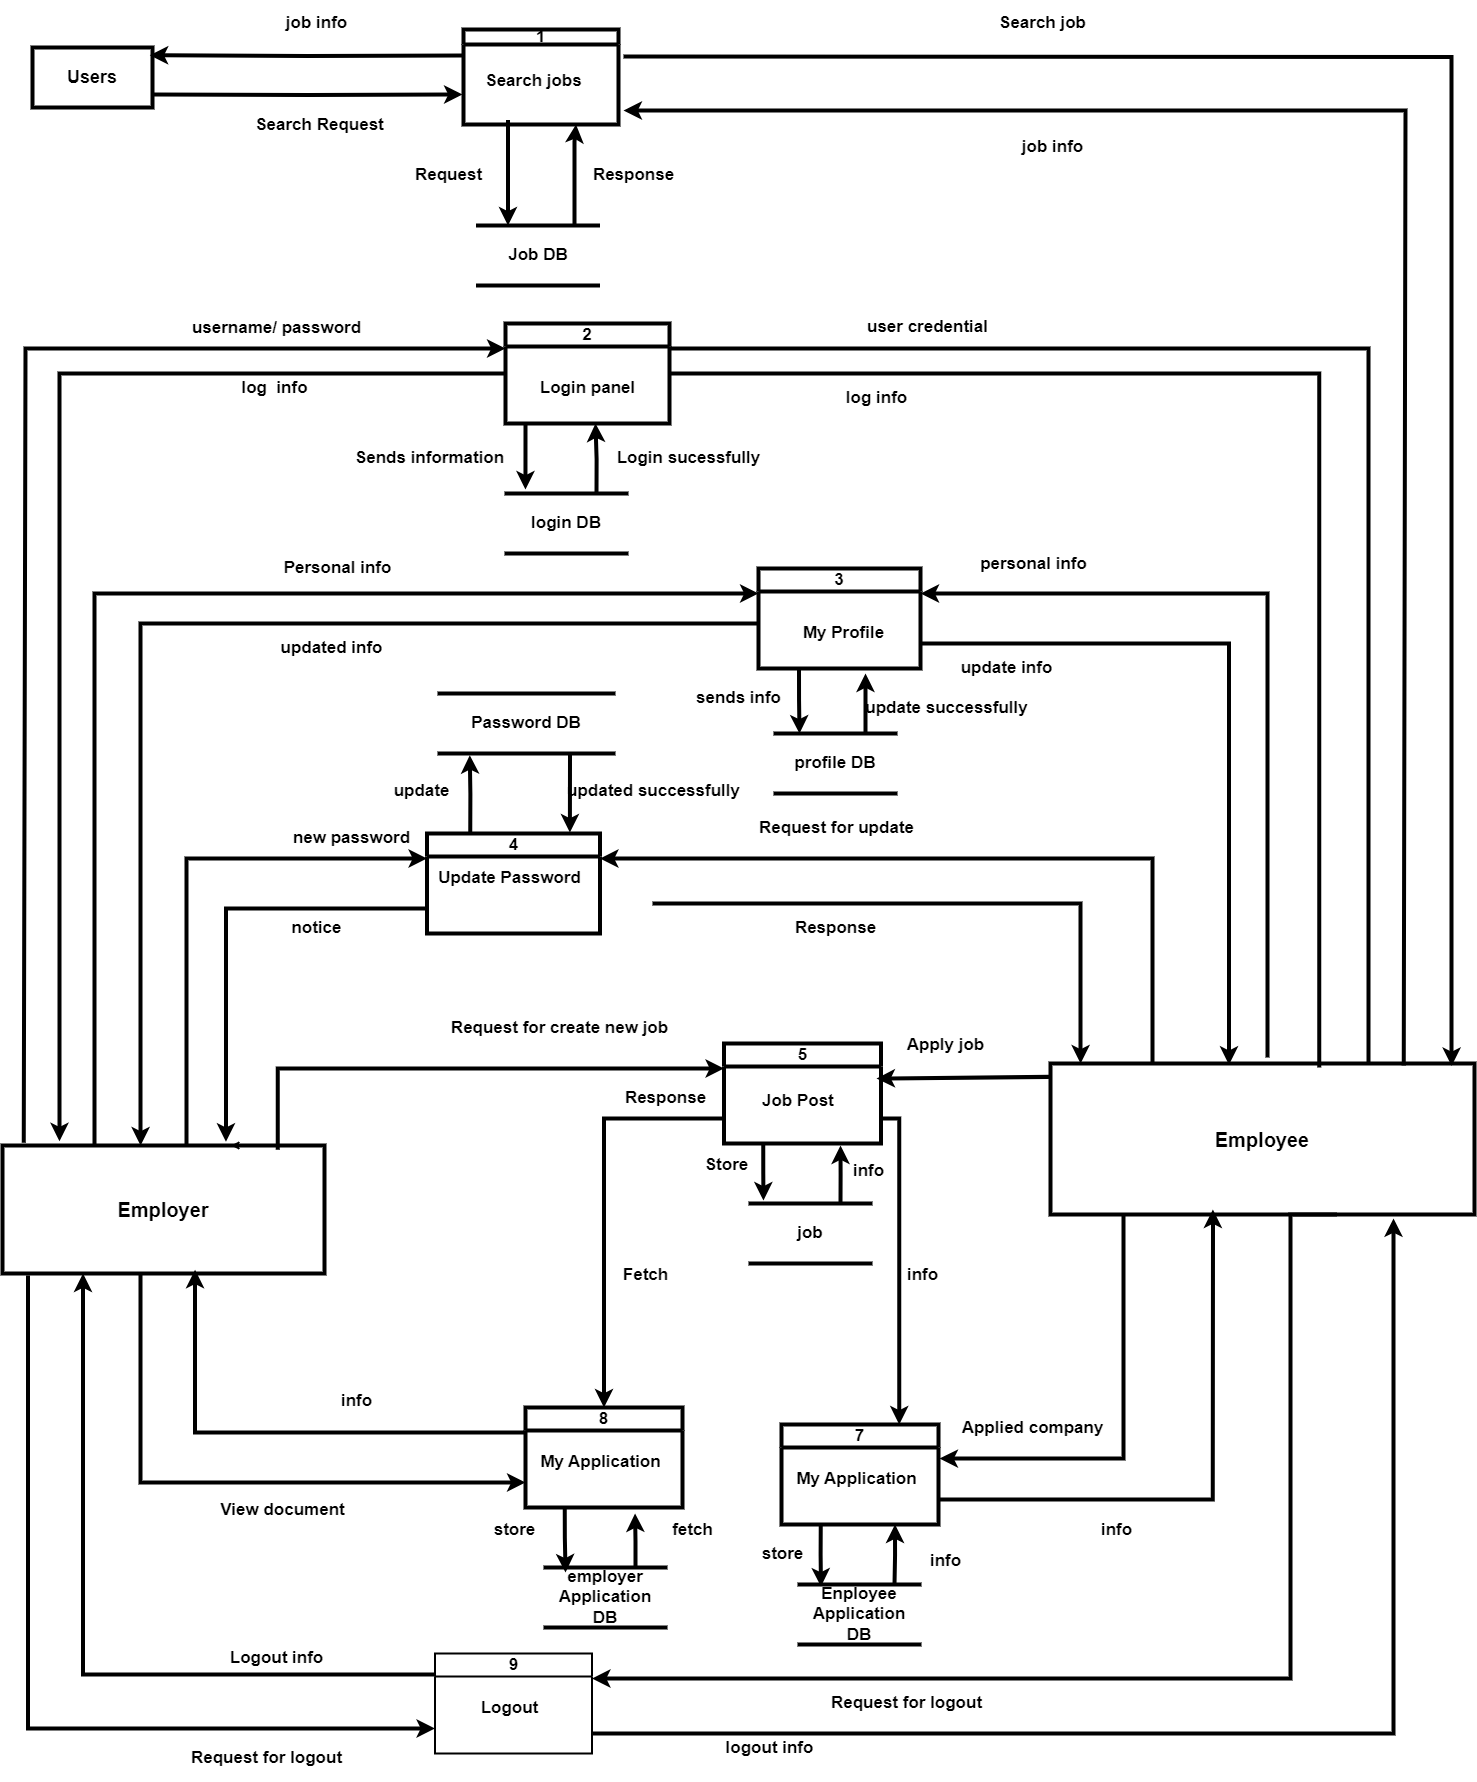 job info
Search job
1
Users
Search jobs
Search Request
job info
Request
Response
Job DB
username/ password
2
user credential
log  info
Login panel
log info
Sends information
Login sucessfully
login DB
Personal info
personal info
3
My Profile
updated info
update info
sends info
update successfully
Password DB
profile DB
update
updated successfully
new password
Request for update
4
Update Password
notice
Response
Request for create new job
Apply job
5
Response
Job Post
Employee
Store
info
Employer
job
Fetch
info
info
8
Applied company
7
My Application
My Application
View document
store
fetch
info
store
info
employer
Application
DB
Enployee
Application
DB
Logout info
9
Logout
Request for logout
Request for logout
logout info